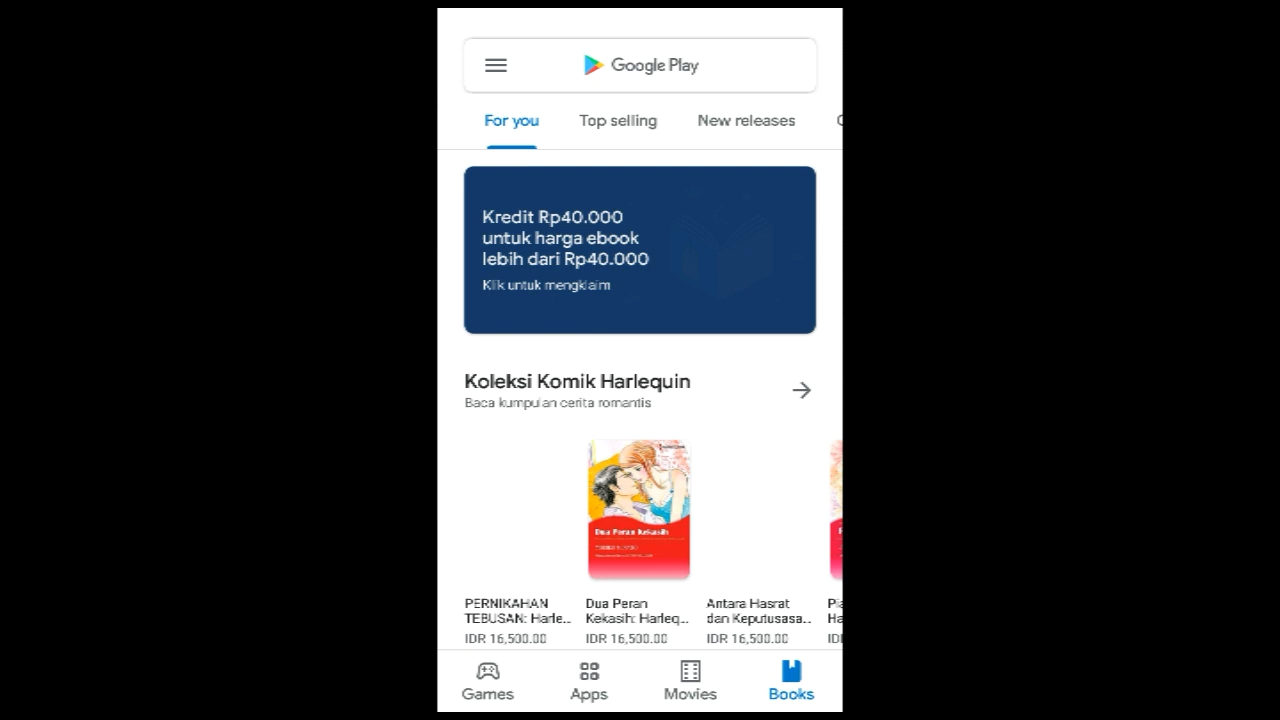 Google Play
For you
Top selling
New releases
Kredit Rp40.000
untuk harga ebook
lebih dari Rp40.000
Klik untuk mengklaim
Koleksi Komik Harlequin
Baca kumpulan cerita romantis
Dua Peran Kekasih
PERNIKAHAN
TEBUSAN: Harle...
IDR 16,500.00
Dua Peran
Kekasih: Harleq...
IDR 16,500.00
Antara Hasrat
dan Keputusasa...
IDR 16,500.00
Games
Apps
Movies
Books